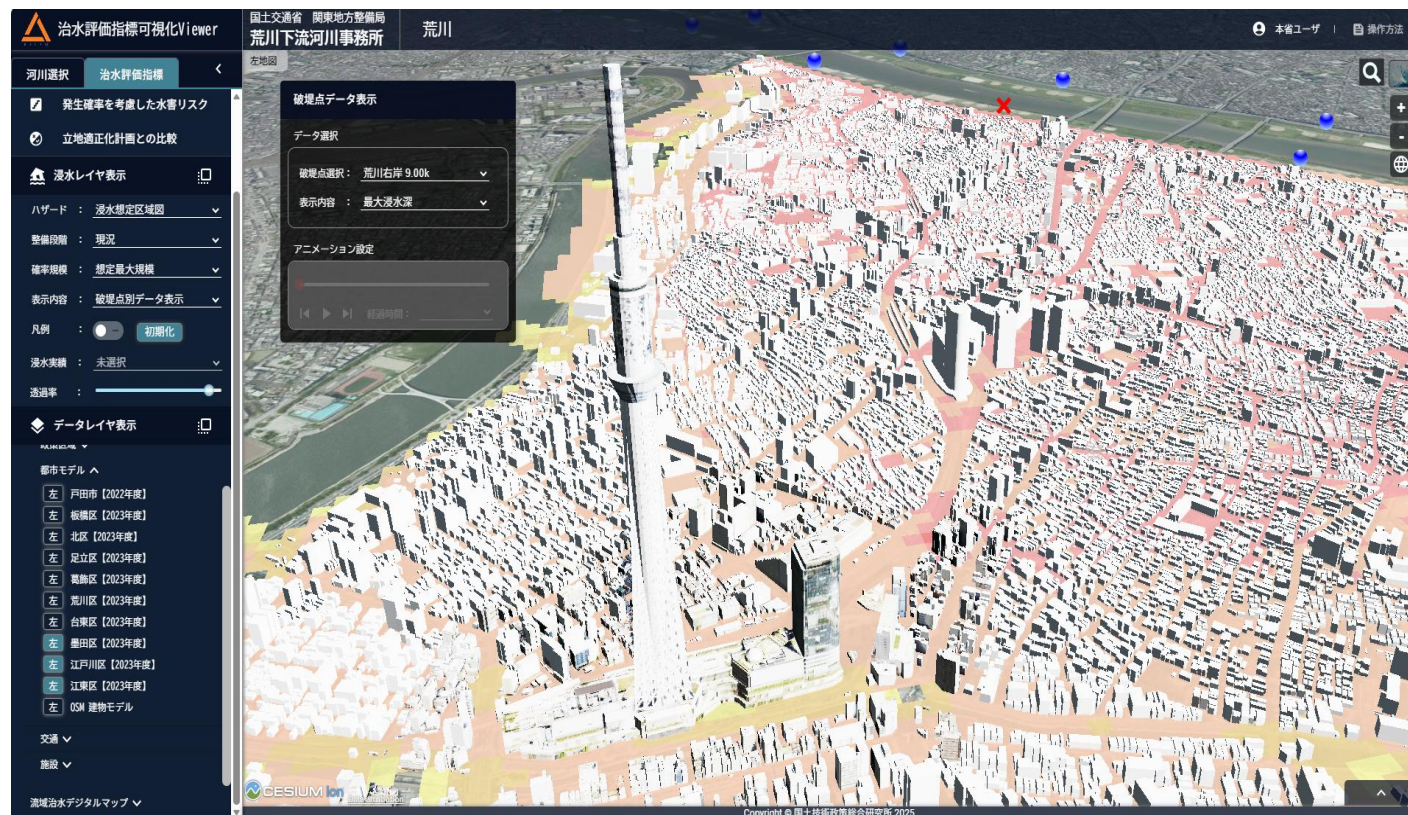 治水評価指標可視化Viewer
国土交通省 関東地方整備局
荒川下流河川事務所
荒川
本省ユーザ
操作方法
河川選択
治水評価指標
発生確率を考慮した水害リスク
立地適正化計画との比較
浸水レイヤ表示
ハザード : 浸水想定区域図
整備段階 : 現況
確率規模 : 想定最大規模
表示内容 : 破堤点別データ表示
凡例 : 初期化
浸水実績 : 未選択
透過率 :
データレイヤ表示
政策区域
都市モデル
左 戸田市【2022年度】
左 板橋区【2023年度】
左 北区【2023年度】
左 足立区【2023年度】
左 葛飾区【2023年度】
左 荒川区【2023年度】
左 台東区【2023年度】
左 墨田区【2023年度】
左 江戸川区【2023年度】
左 江東区【2023年度】
左 OSM 建物モデル
交通
施設
流域治水デジタルマップ
左地図
破堤点データ表示
データ選択
破堤点選択: 荒川右岸 9.00k
表示内容 : 最大浸水深
アニメーション設定
経過時間:
+
-
CESIUM ion
Copyright © 国土技術政策総合研究所 2025